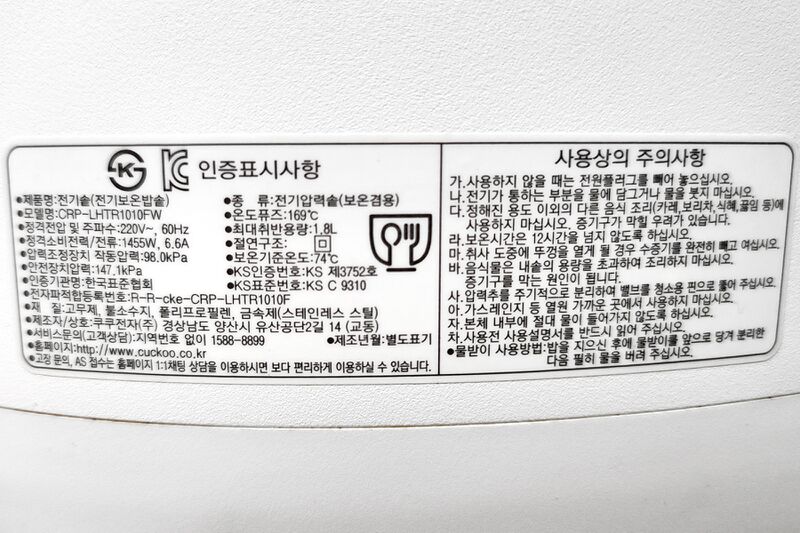 인증표시사항
•제품명:전기솥(전기보온밥솥)
•모델명:CRP-LHTR1010FW
•정격전압 및 주파수:220V~, 60Hz
•정격소비전력/전류:1455W, 6.6A
•압력조정장치 작동압력:98.0kPa
•안전장치압력:147.1kPa
•인증기관:한국표준협회
•종 류:전기압력솥(보온겸용)
•온도퓨즈:169℃
•최대취반용량:1.8L
•절연구조:
•보온기준온도:74℃
•KS인증번호:KS 제3752호
•KS표준번호:KS C 9310
•전자파적합등록번호:R-R-cke-CRP-LHTR1010F
•재 질:고무제, 불소수지, 폴리프로필렌, 금속제(스테인레스 스틸)
•제조자/상호:쿠쿠전자(주) 경상남도 양산시 유산공단2길 14 (교동)
•서비스문의(고객상담):지역번호 없이 1588-8899 •제조년월:별도표기
•홈페이지:http://www.cuckoo.co.kr
•고장 문의, AS 접수는 홈페이지 1:1채팅 상담을 이용하시면 보다 편리하게 이용하실 수 있습니다.
사용상의 주의사항
가.사용하지 않을 때는 전원플러그를 빼어 놓으십시오.
나.전기가 통하는 부분을 물에 담그거나 물을 붓지 마십시오.
다.정해진 용도 이외의 다른 음식 조리(카레,보리차,식혜,끓임 등)에
사용하지 마십시오. 증기구가 막힐 우려가 있습니다.
라.보온시간은 12시간을 넘지 않도록 하십시오.
마.취사 도중에 뚜껑을 열게 될 경우 수증기를 완전히 빼고 여십시오.
바.음식물은 내솥의 용량을 초과하여 조리하지 마십시오.
증기구를 막는 원인이 됩니다.
사.압력추를 주기적으로 분리하여 밸브를 청소용 핀으로 뚫어 주십시오.
아.가스레인지 등 열원 가까운 곳에서 사용하지 마십시오.
자.본체 내부에 절대 물이 들어가지 않도록 하십시오.
차.사용전 사용설명서를 반드시 읽어 주십시오.
•물받이 사용방법:밥을 지으신 후에 물받이를 앞으로 당겨 분리한
다음 필히 물을 버려 주십시오.